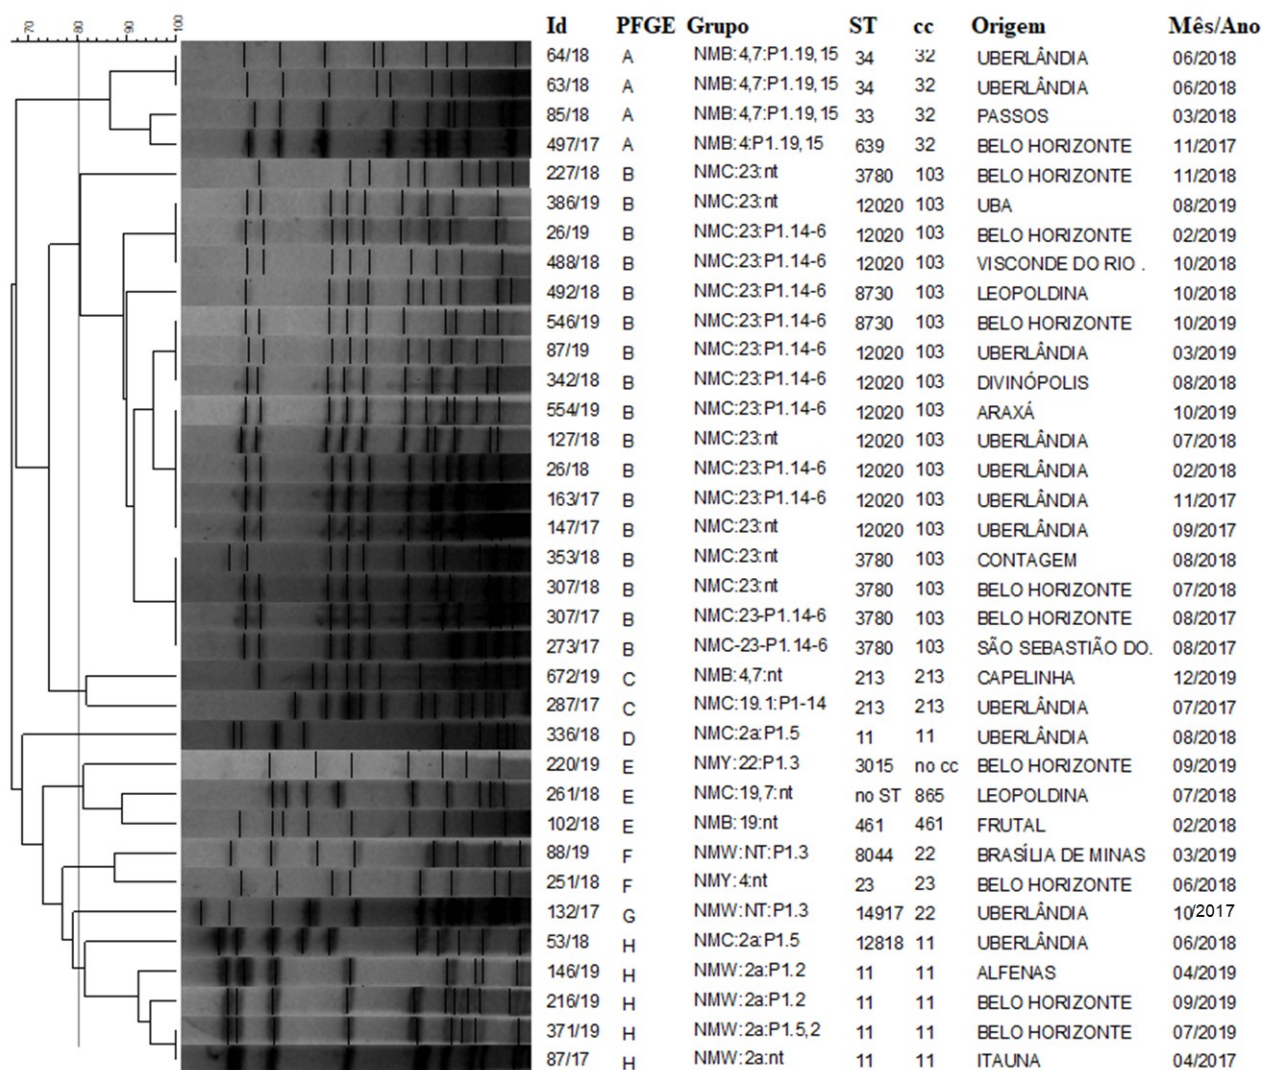 70 80 90 100
Id PFGE Grupo ST cc Origem Mês/Ano
64/18 A NMB:4,7:P1.19,15 34 32 UBERLÂNDIA 06/2018
63/18 A NMB:4,7:P1.19,15 34 32 UBERLÂNDIA 06/2018
85/18 A NMB:4,7:P1.19,15 33 32 PASSOS 03/2018
497/17 A NMB:4:P1.19,15 639 32 BELO HORIZONTE 11/2017
227/18 B NMC:23:nt 3780 103 BELO HORIZONTE 11/2018
386/19 B NMC:23:nt 12020 103 UBA 08/2019
26/19 B NMC:23:P1.14-6 12020 103 BELO HORIZONTE 02/2019
488/18 B NMC:23:P1.14-6 12020 103 VISCONDE DO RIO . 10/2018
492/18 B NMC:23:P1.14-6 8730 103 LEOPOLDINA 10/2018
546/19 B NMC:23:P1.14-6 8730 103 BELO HORIZONTE 10/2019
87/19 B NMC:23:P1.14-6 12020 103 UBERLÂNDIA 03/2019
342/18 B NMC:23:P1.14-6 12020 103 DIVINÓPOLIS 08/2018
554/19 B NMC:23:P1.14-6 12020 103 ARAXÁ 10/2019
127/18 B NMC:23:nt 12020 103 UBERLÂNDIA 07/2018
26/18 B NMC:23:P1.14-6 12020 103 UBERLÂNDIA 02/2018
163/17 B NMC:23:P1.14-6 12020 103 UBERLÂNDIA 11/2017
147/17 B NMC:23:nt 12020 103 UBERLÂNDIA 09/2017
353/18 B NMC:23:nt 3780 103 CONTAGEM 08/2018
307/18 B NMC:23:nt 3780 103 BELO HORIZONTE 07/2018
307/17 B NMC:23-P1.14-6 3780 103 BELO HORIZONTE 08/2017
273/17 B NMC-23-P1.14-6 3780 103 SÃO SEBASTIÃO DO. 08/2017
672/19 C NMB:4,7:nt 213 213 CAPELINHA 12/2019
287/17 C NMC:19.1:P1-14 213 213 UBERLÂNDIA 07/2017
336/18 D NMC:2a:P1.5 11 11 UBERLÂNDIA 08/2018
220/19 E NMY:22:P1.3 3015 no cc BELO HORIZONTE 09/2019
261/18 E NMC:19,7:nt no ST 865 LEOPOLDINA 07/2018
102/18 E NMB:19:nt 461 461 FRUTAL 02/2018
88/19 F NMW:NT:P1.3 8044 22 BRASÍLIA DE MINAS 03/2019
251/18 F NMY:4:nt 23 23 BELO HORIZONTE 06/2018
132/17 G NMW:NT:P1.3 14917 22 UBERLÂNDIA 10/2017
53/18 H NMC:2a:P1.5 12818 11 UBERLÂNDIA 06/2018
146/19 H NMW:2a:P1.2 11 11 ALFENAS 04/2019
216/19 H NMW:2a:P1.2 11 11 BELO HORIZONTE 09/2019
371/19 H NMW:2a:P1.5,2 11 11 BELO HORIZONTE 07/2019
87/17 H NMW:2a:nt 11 11 ITAUNA 04/2017